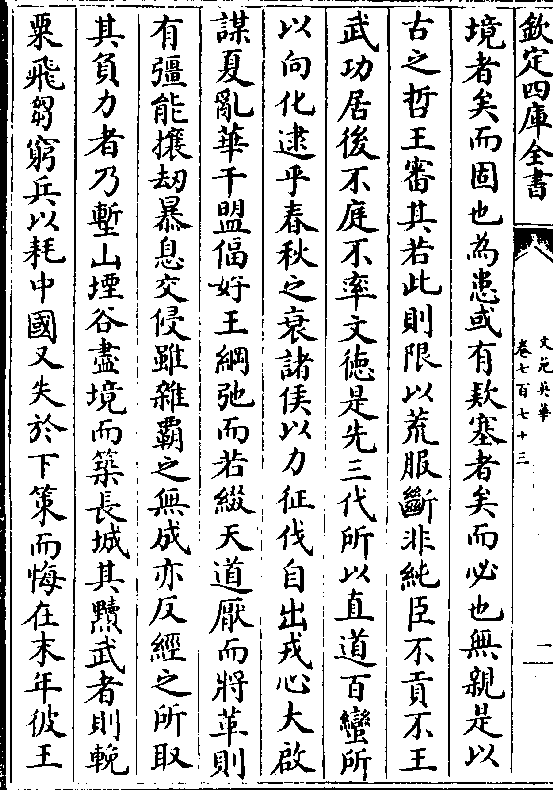 欽定四庫全書
文苑英華
卷七百七十三
二
境者矣而固也為患或有欵塞者矣而必也無親是以
古之哲王審其若此則限以荒服斷非純臣不貢不王
武功居後不庭不率文徳是先三代所以直道百蠻所
以向化逮乎春秋之衰諸侯以力征伐自出戎心大啟
謀夏亂華干盟偪好王綱弛而若綴天道厭而將革則
有彊能攘刼暴息交侵雖雜霸之無成亦反經之所取
其負力者乃塹山堙谷盡境而築長城其黷武者則輓
粟飛芻窮兵以耗中國又失於下策而悔在末年彼王